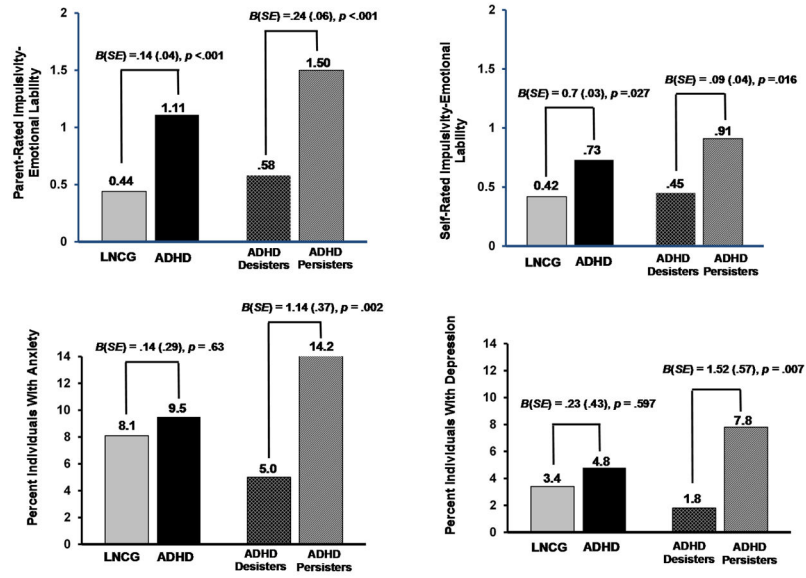 B(SE) =.14 (.04), p <.001
B(SE) =.24 (.06), p <.001
Parent-Rated Impulsivity-
Emotional Lability
2
1.5
1
0.5
0
0.44
1.11
.58
1.50
LNCG
ADHD
ADHD
Desisters
ADHD
Persisters
B(SE) = 0.7 (.03), p =.027
B(SE) = .09 (.04), p =.016
Self-Rated Impulsivity-Emotional
Lability
2
1.5
1
0.5
0
0.42
.73
.45
.91
LNCG
ADHD
ADHD
Desisters
ADHD
Persisters
B(SE) = .14 (.29), p = .63
B(SE) = 1.14 (.37), p = .002
Percent Individuals With Anxiety
14
12
10
8
6
4
2
0
8.1
9.5
5.0
14.2
LNCG
ADHD
ADHD
Desisters
ADHD
Persisters
B(SE) = .23 (.43), p = .597
B(SE) = 1.52 (.57), p = .007
Percent Individuals With Depression
14
12
10
8
6
4
2
0
3.4
4.8
1.8
7.8
LNCG
ADHD
ADHD
Desisters
ADHD
Persisters